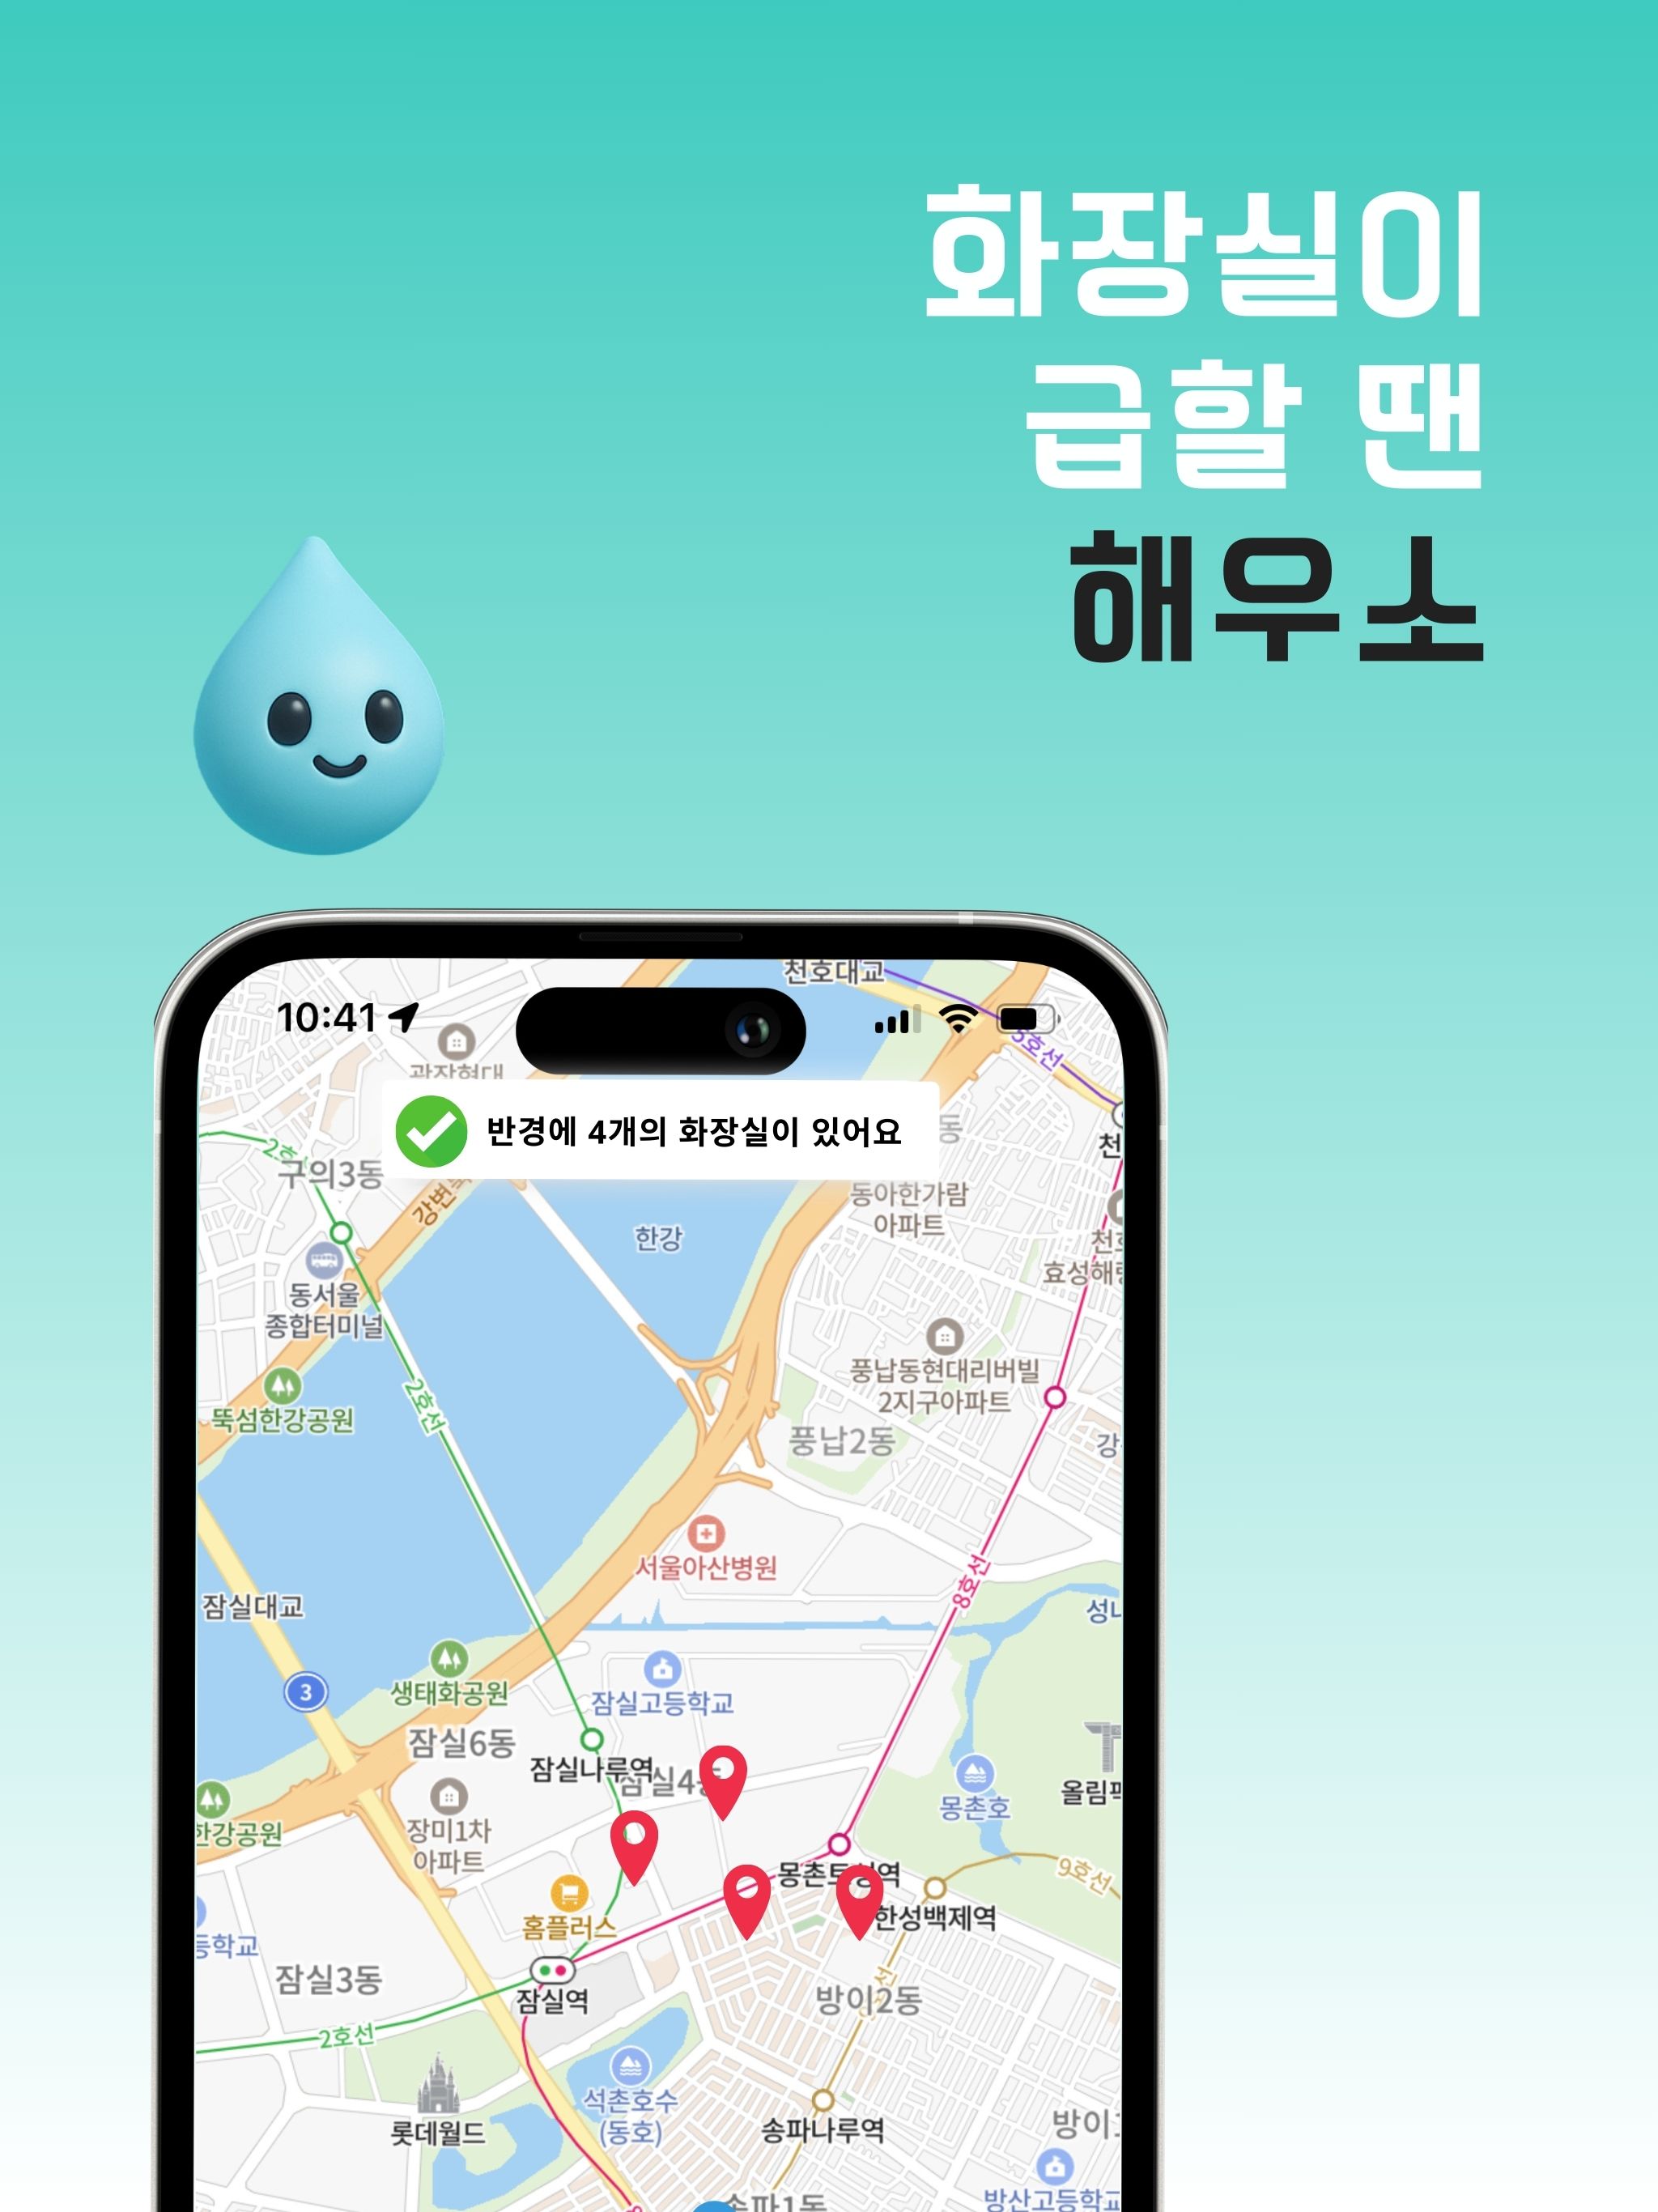 화장실이
급할 땐
해우소
10:41
천호대교
5호선
광장현대
반경에 4개의 화장실이 있어요
동
천
2호
구의3동
강변북
한강
동아한가람
아파트
효성해링
동서울
종합터미널
뚝섬한강공원
2호선
풍납동현대리버빌
2지구아파트
풍납2동
강
서울아산병원
8호선
잠실대교
성내
3
생태화공원
잠실고등학교
잠실6동
잠실나루역
잠실4동
몽촌호
올림픽
한강공원
장미1차
아파트
몽촌토성역
9호선
홈플러스
한성백제역
등학교
잠실3동
잠실역
방이2동
2호선
석촌호수
(동호)
롯데월드
송파나루역
방이1
방산고등학교
송파1동